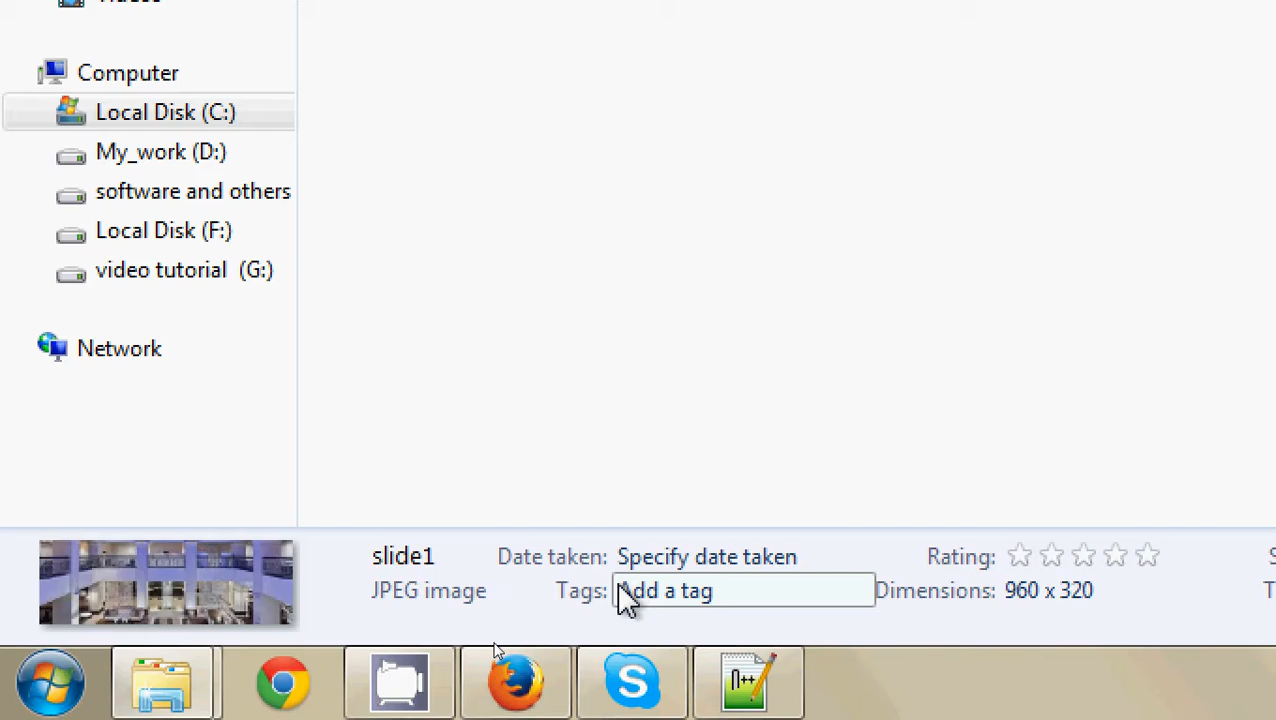 Computer
Local Disk (C:)
My_work (D:)
software and others
Local Disk (F:)
video tutorial (G:)
Network
slide1 Date taken: Specify date taken Rating:
JPEG image Tags: Add a tag Dimensions: 960 x 320